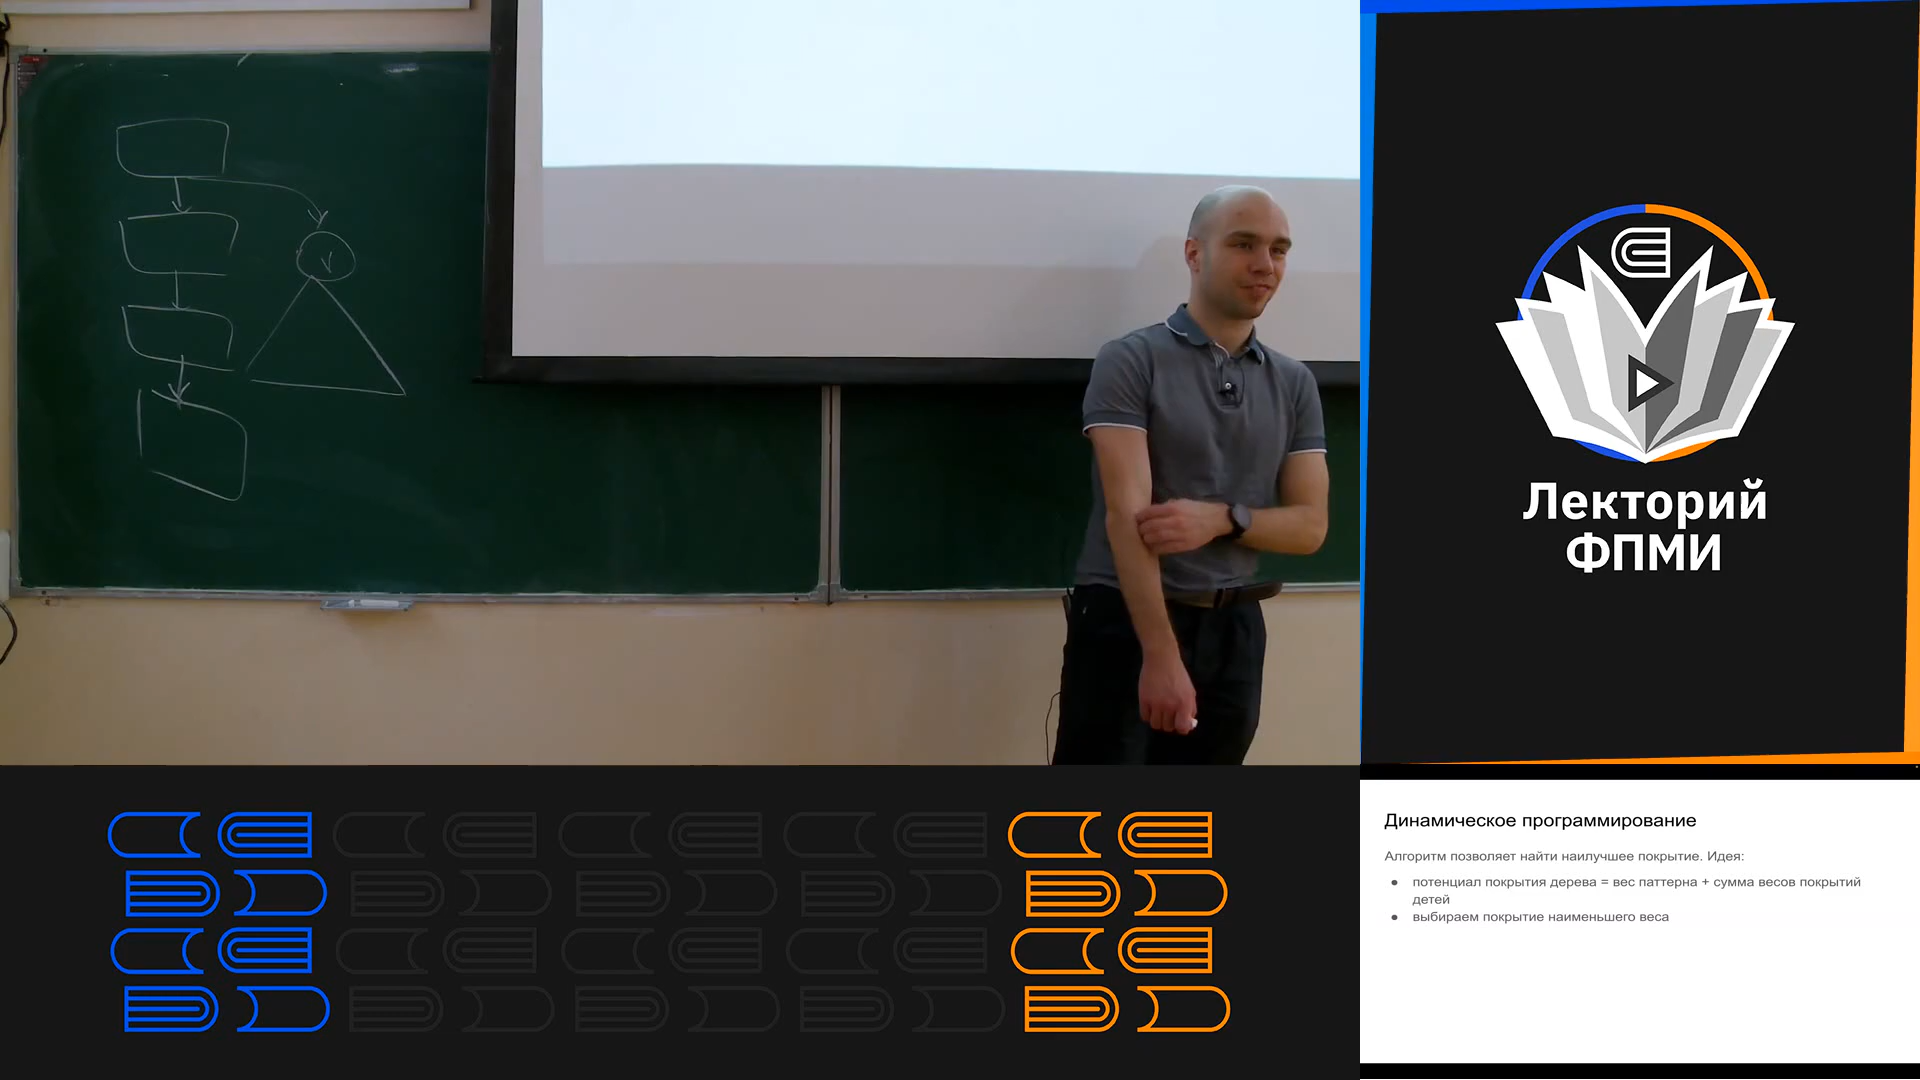 V
Лекторий
ФПМИ
Динамическое программирование
Алгоритм позволяет найти наилучшее покрытие. Идея:
● потенциал покрытия дерева = вес паттерна + сумма весов покрытий
детей
● выбираем покрытие наименьшего веса